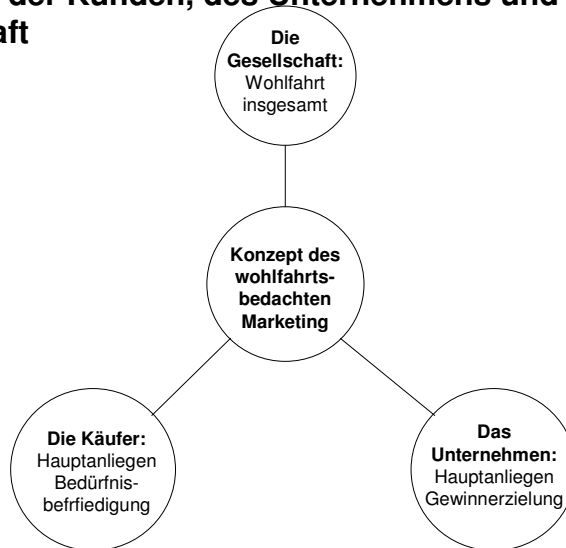 der Kunden, des Unternehmens und
aft
Die
Gesellschaft:
Wohlfahrt
insgesamt
Konzept des
wohlfahrts-
bedachten
Marketing
Die Käufer:
Hauptanliegen
Bedürfnis-
befrfiedigung
Das
Unternehmen:
Hauptanliegen
Gewinnerzielung